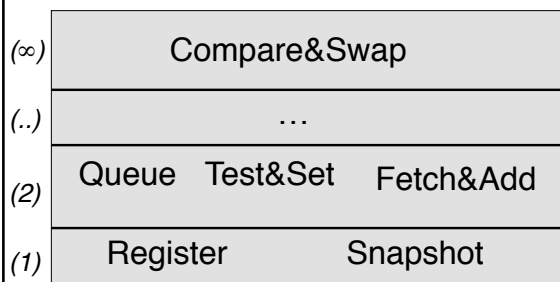 (∞) Compare&Swap
(..) …
(2) Queue Test&Set Fetch&Add
(1) Register Snapshot